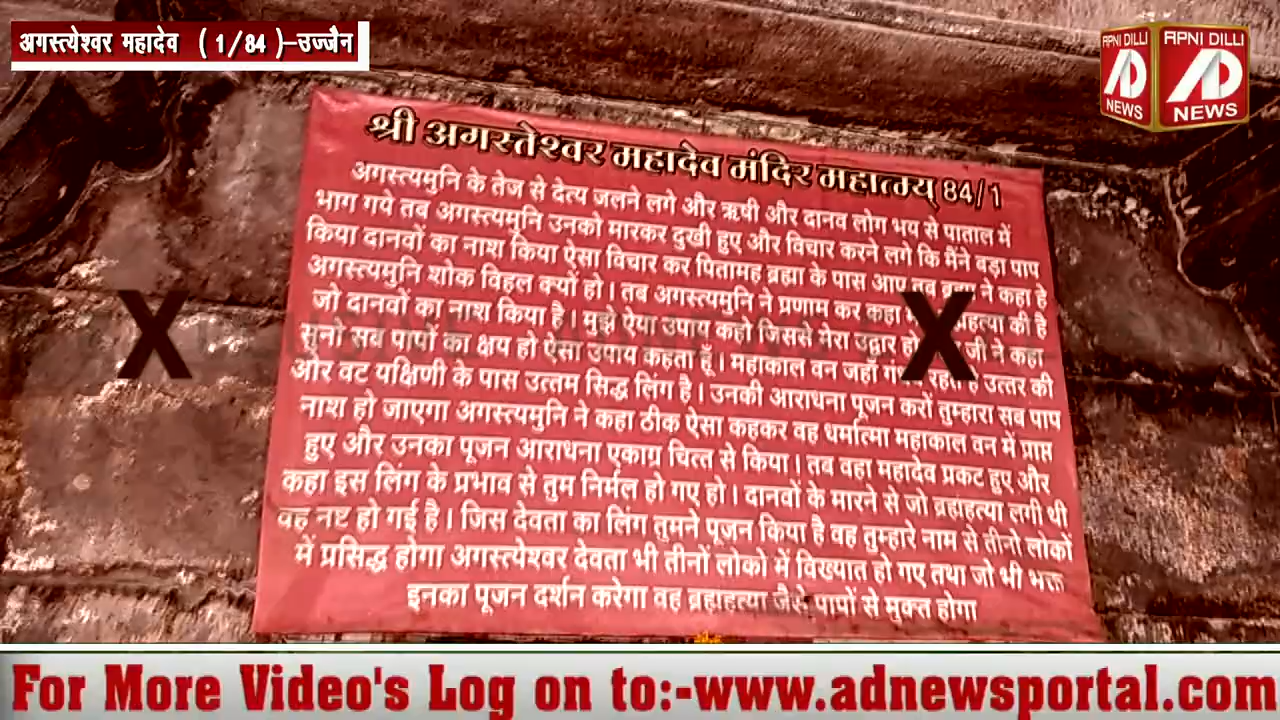 अगस्त्येश्वर महादेव ( 1/84 )-उज्जैन
APNI DILLI
AD
NEWS
APNI DILLI
AD
NEWS
श्री अगस्तेश्वर महादेव मंदिर महात्मय् 84/1
अगस्त्यमुनि के तेज से देत्य जलने लगे और ऋषी और दानव लोग भय से पाताल में
भाग गये तब अगस्त्यमुनि उनको मारकर दुखी हुए और विचार करने लगे कि मैंने बड़ा पाप
किया दानवों का नाश किया ऐसा विचार कर पितामह ब्रह्मा के पास आए तब ब्रह्मा ने कहा हे
अगस्त्यमुनि शोक विहल क्यों हो। तब अगस्त्यमुनि ने प्रणाम कर कहा की है
जो दानवों का नाश किया है। मुझे ऐया उपाय कहो जिससे मेरा उद्वार हो जी ने कहा
सुनो सब पापों का क्षय हो ऐसा उपाय कहता हूँ। महाकाल वन जहाँ है उत्तर की
और वट यक्षिणी के पास उत्तम सिद्ध लिंग है। उनकी आराधना पूजन करों तुम्हारा सब पाप
नाश हो जाएगा अगस्त्यमुनि ने कहा ठीक ऐसा कहकर वह धर्मात्मा महाकाल वन में प्राप्त
हुए और उनका पूजन आराधना एकाग्र चित्त से किया। तब वहा महादेव प्रकट हुए और
कहा इस लिंग के प्रभाव से तुम निर्मल हो गए हो। दानवों के मारने से जो ब्रह्महत्या लगी थी
वह नष्ट हो गई है। जिस देवता का लिंग तुमने पूजन किया है वह तुम्हारे नाम से तीनो लोकों
में प्रसिद्ध होगा अगस्त्येश्वर देवता भी तीनों लोको में विख्यात हो गए तथा जो भी भक्त
इनका पूजन दर्शन करेगा वह ब्रह्महत्या जैसे पापों से मुक्त होगा
X
X
For More Video's Log on to:-www.adnewsportal.com